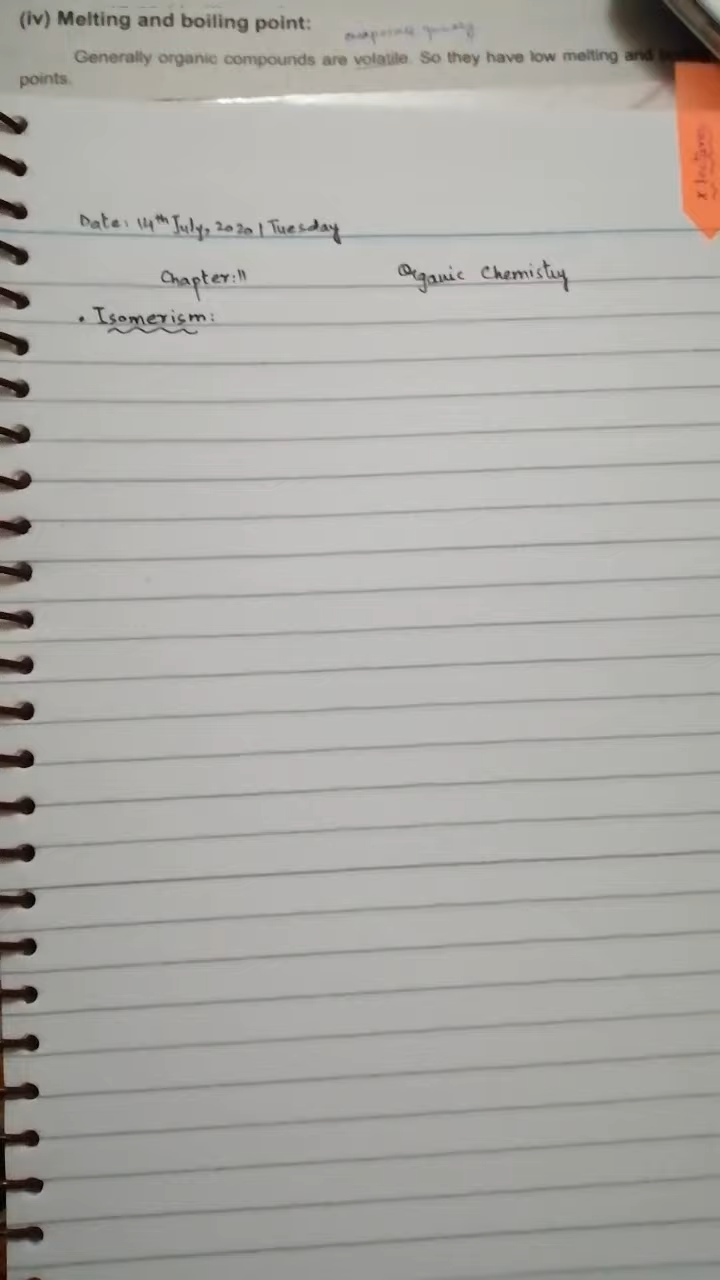 (iv) Melting and boiling point:
Generally organic compounds are volatile. So they have low melting and
points.
Date: 14th July, 2020 | Tuesday
Chapter:11 Organic Chemistry
• Isomerism: